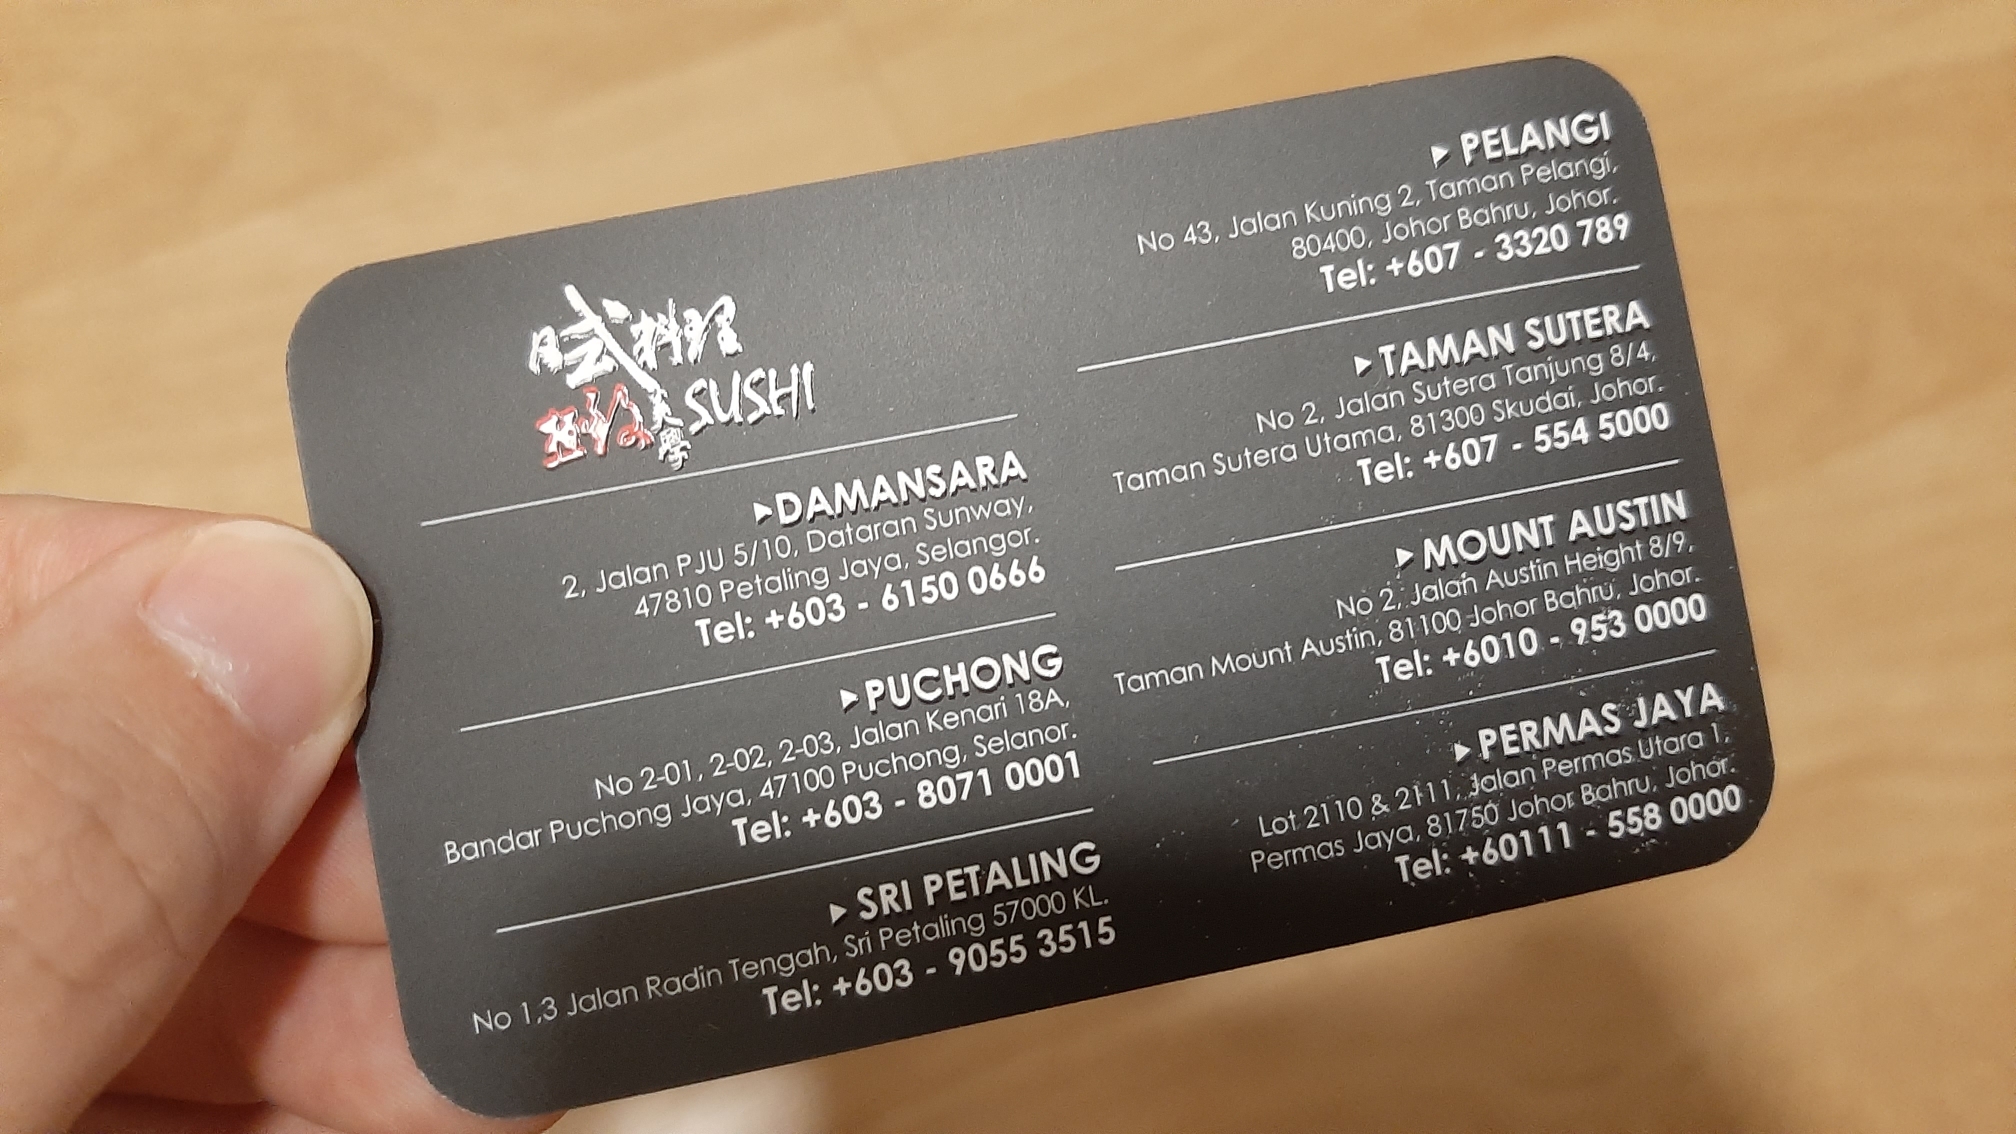 日式料理
美學 SUSHI
▸DAMANSARA
2, Jalan PJU 5/10, Dataran Sunway,
47810 Petaling Jaya, Selangor.
Tel: +603 - 6150 0666
▸PUCHONG
No 2-01, 2-02, 2-03, Jalan Kenari 18A,
Bandar Puchong Jaya, 47100 Puchong, Selanor.
Tel: +603 - 8071 0001
▸SRI PETALING
No 1,3 Jalan Radin Tengah, Sri Petaling 57000 KL.
Tel: +603 - 9055 3515
▸PELANGI
No 43, Jalan Kuning 2, Taman Pelangi,
80400, Johor Bahru, Johor.
Tel: +607 - 3320 789
▸TAMAN SUTERA
No 2, Jalan Sutera Tanjung 8/4,
Taman Sutera Utama, 81300 Skudai, Johor.
Tel: +607 - 554 5000
▸MOUNT AUSTIN
No 2, Jalan Austin Height 8/9,
Taman Mount Austin, 81100 Johor Bahru, Johor.
Tel: +6010 - 953 0000
▸PERMAS JAYA
Lot 2110 & 2111, Jalan Permas Utara 1,
Permas Jaya, 81750 Johor Bahru, Johor.
Tel: +60111 - 558 0000